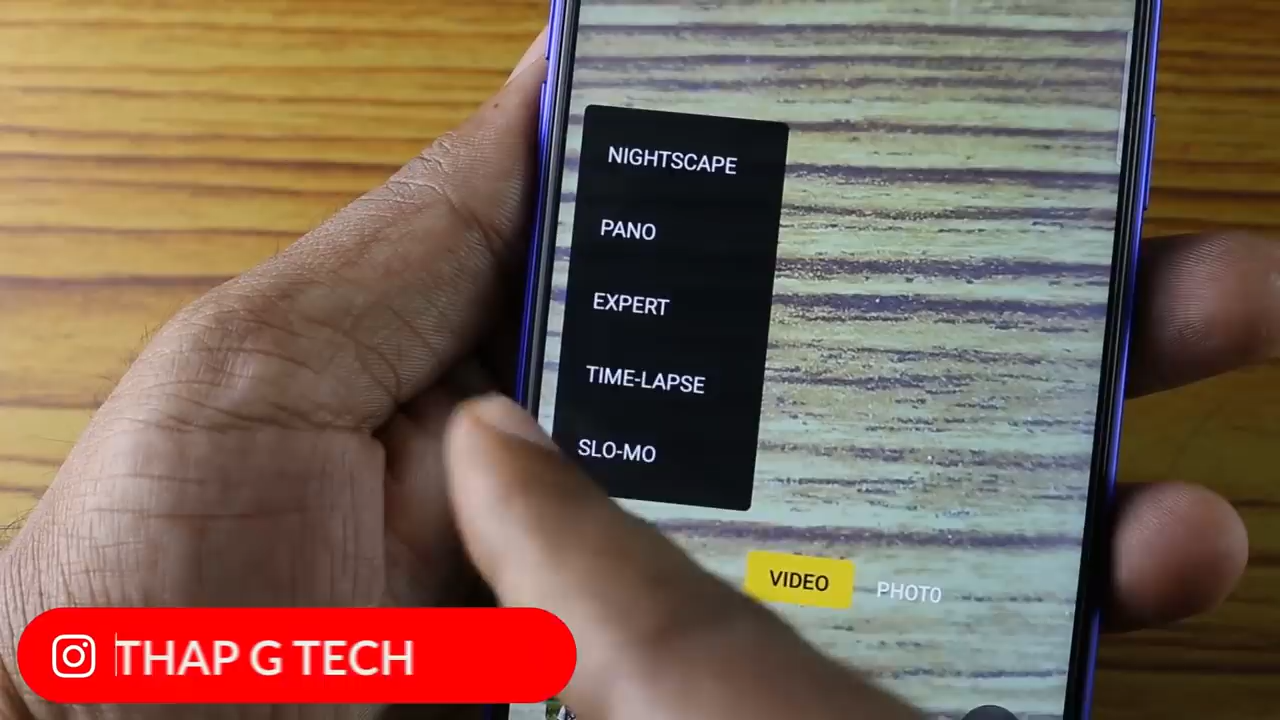 NIGHTSCAPE
PANO
EXPERT
TIME-LAPSE
SLO-MO
VIDEO
PHOTO
THAP G TECH